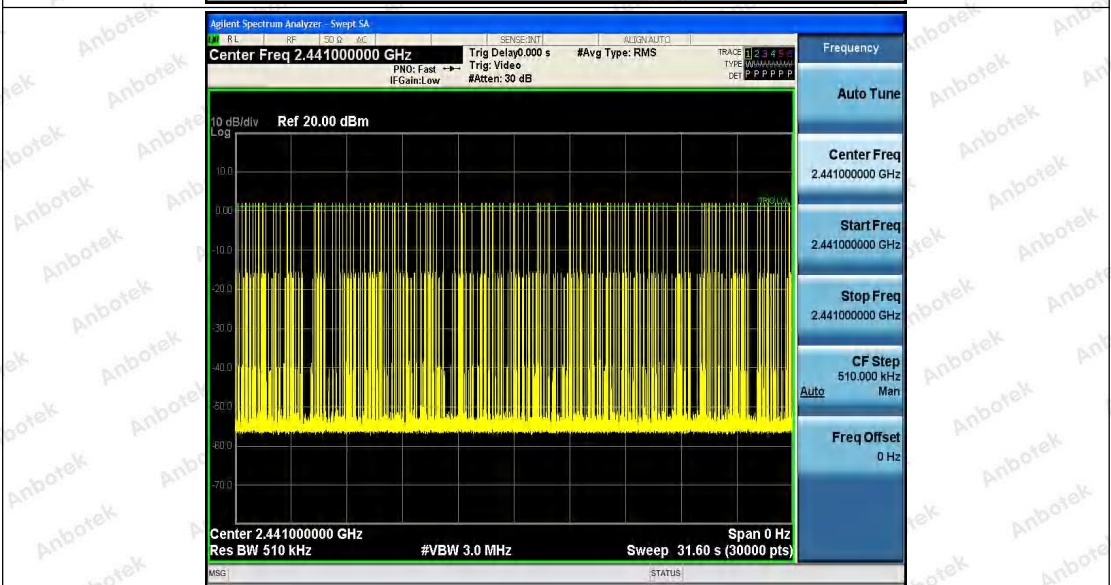 Agilent Spectrum Analyzer - Swept SA
RL RF 50 Ω AC SENSE:INT ALIGN AUTO
Center Freq 2.441000000 GHz
PNO: Fast
IFGain:Low
Trig Delay0.000 s
Trig: Video
#Atten: 30 dB
#Avg Type: RMS
TRACE 1 2 3 4 5 6
TYPE
DET P P P P P P
10 dB/div Ref 20.00 dBm
Log
10.0
0.00
-10.0
-20.0
-30.0
-40.0
-50.0
-60.0
-70.0
TRIG LVL
Center 2.441000000 GHz
Span 0 Hz
Res BW 510 kHz #VBW 3.0 MHz Sweep 31.60 s (30000 pts)
MSG STATUS
Frequency
Auto Tune
Center Freq
2.441000000 GHz
Start Freq
2.441000000 GHz
Stop Freq
2.441000000 GHz
CF Step
510.000 kHz
Auto Man
Freq Offset
0 Hz
Anbotek